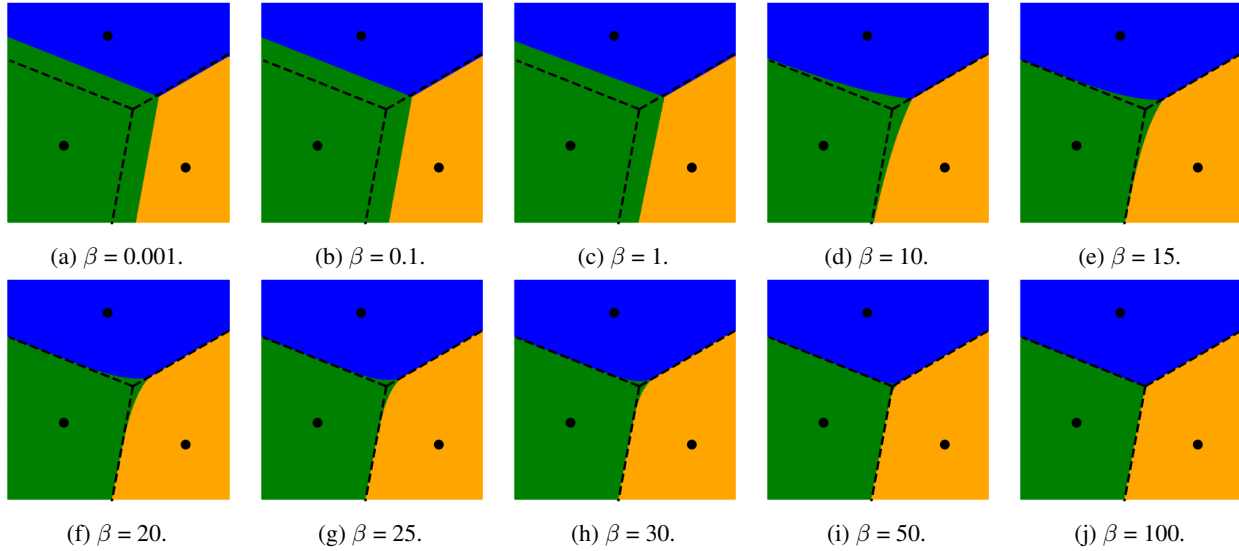 (a) β = 0.001.
(b) β = 0.1.
(c) β = 1.
(d) β = 10.
(e) β = 15.
(f) β = 20.
(g) β = 25.
(h) β = 30.
(i) β = 50.
(j) β = 100.